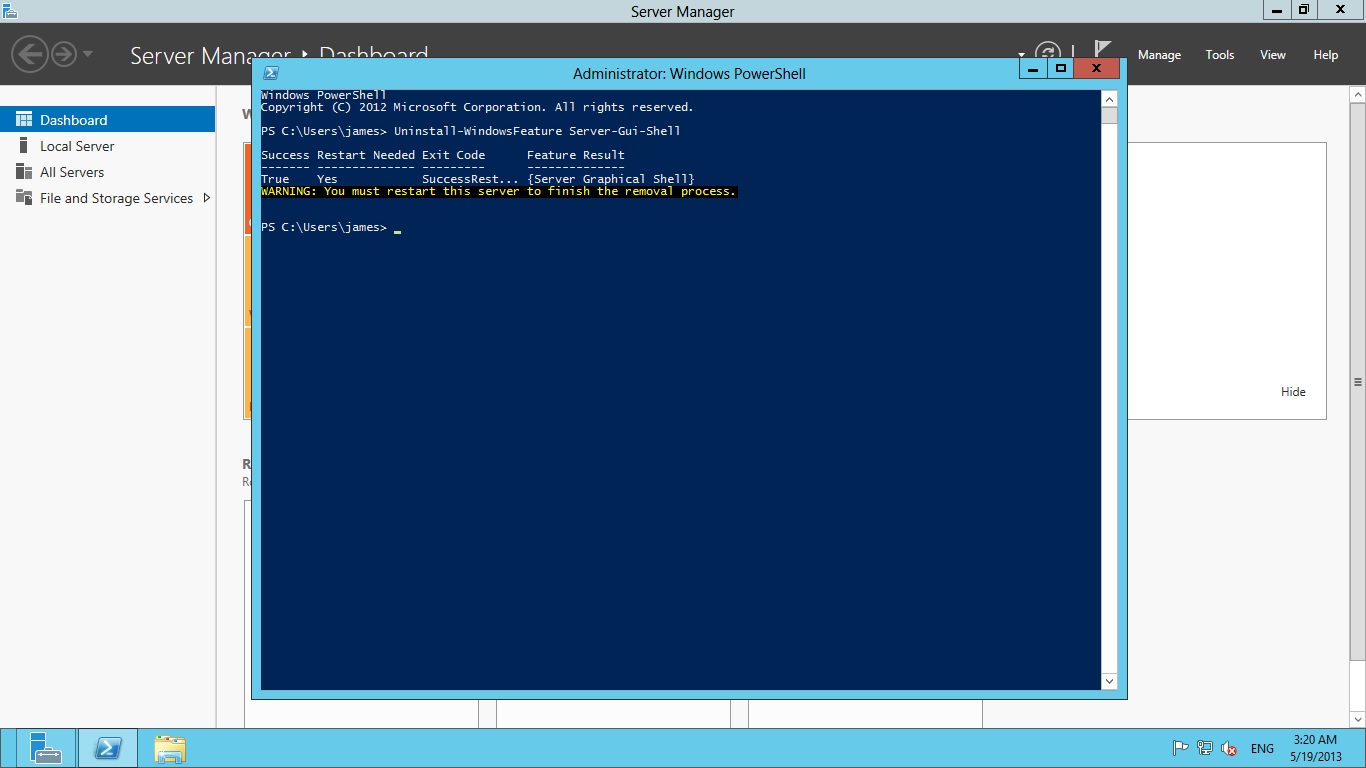 Server Manager
Server Manager ‣ Dashboard
Manage Tools View Help
Dashboard
Local Server
All Servers
File and Storage Services
Administrator: Windows PowerShell
Windows PowerShell
Copyright (C) 2012 Microsoft Corporation. All rights reserved.
PS C:\Users\james> Uninstall-WindowsFeature Server-Gui-Shell
Success Restart Needed Exit Code Feature Result
------- -------------- --------- --------------
True Yes SuccessRest... {Server Graphical Shell}
WARNING: You must restart this server to finish the removal process.
PS C:\Users\james> _
Hide
ENG
3:20 AM
5/19/2013